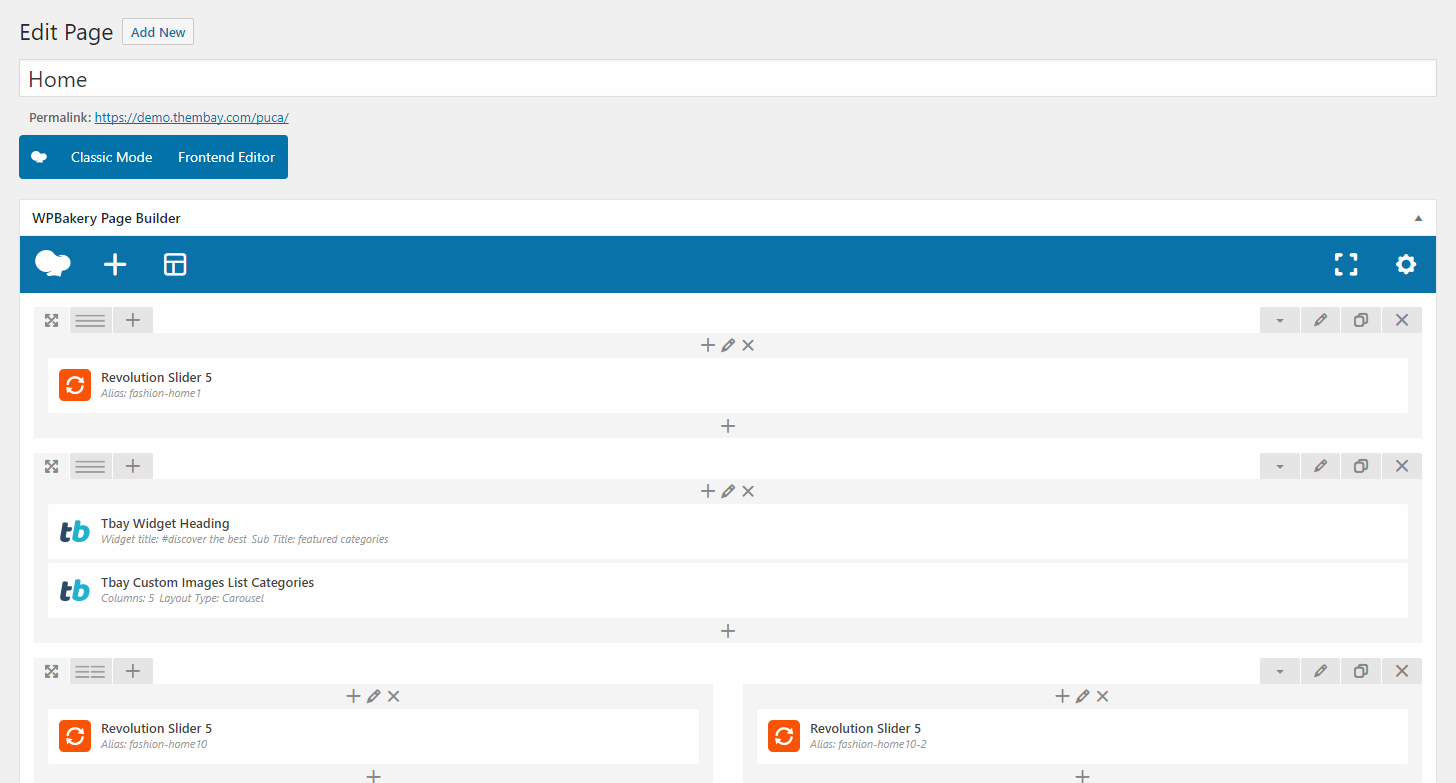 Edit Page Add New
Home
Permalink: https://demo.thembay.com/puca/
Classic Mode Frontend Editor
WPBakery Page Builder
Revolution Slider 5
Alias: fashion-home1
tb Tbay Widget Heading
Widget title: #discover the best Sub Title: featured categories
tb Tbay Custom Images List Categories
Columns: 5 Layout Type: Carousel
Revolution Slider 5
Alias: fashion-home10
Revolution Slider 5
Alias: fashion-home10-2